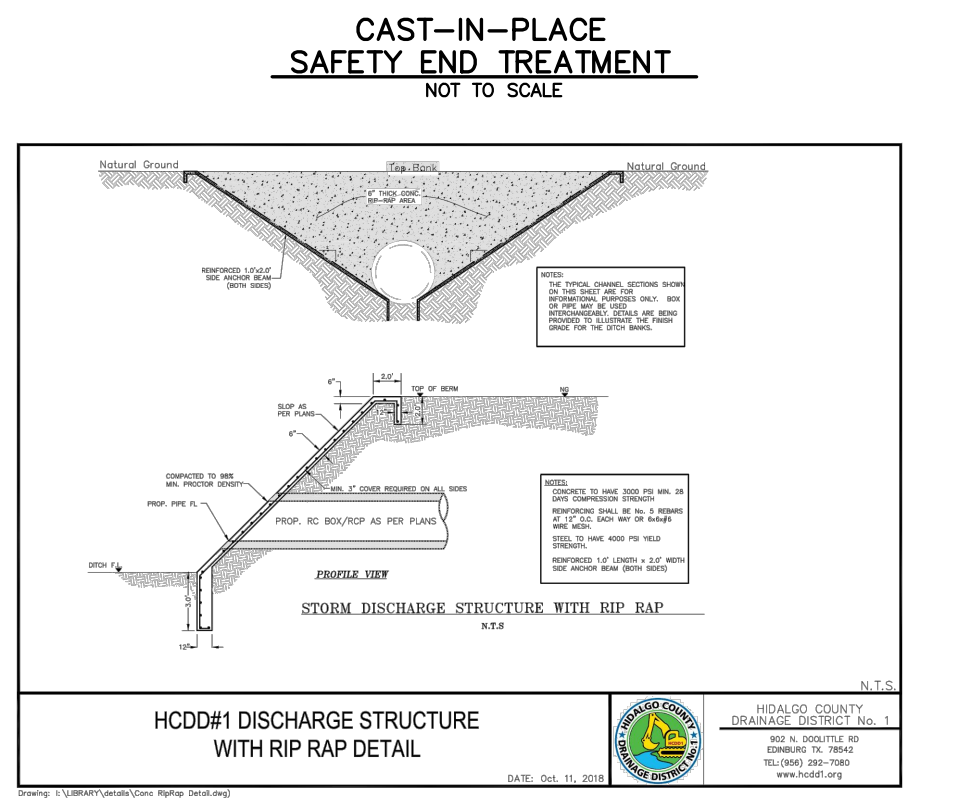 CAST-IN-PLACE
SAFETY END TREATMENT
NOT TO SCALE
Natural Ground
Top Bank
Natural Ground
6" THICK CONC.
RIP-RAP AREA
REINFORCED 1.0'x2.0'
SIDE ANCHOR BEAM
(BOTH SIDES)
NOTES:
THE TYPICAL CHANNEL SECTIONS SHOWN
ON THIS SHEET ARE FOR
INFORMATIONAL PURPOSES ONLY. BOX
OR PIPE MAY BE USED
INTERCHANGEABLY. DETAILS ARE BEING
PROVIDED TO ILLUSTRATE THE FINISH
GRADE FOR THE DITCH BANKS.
2.0'
6"
TOP OF BERM
NG
SLOP AS
PER PLANS
12"
2.0'
6"
COMPACTED TO 98%
MIN. PROCTOR DENSITY
MIN. 3" COVER REQUIRED ON ALL SIDES
PROP. PIPE FL
PROP. RC BOX/RCP AS PER PLANS
DITCH F.L
3.0'
12"
PROFILE VIEW
NOTES:
CONCRETE TO HAVE 3000 PSI MIN. 28
DAYS COMPRESSION STRENGTH
REINFORCING SHALL BE No. 5 REBARS
AT 12" O.C. EACH WAY OR 6x6x#6
WIRE MESH.
STEEL TO HAVE 4000 PSI YIELD
STRENGTH.
REINFORCED 1.0' LENGTH x 2.0' WIDTH
SIDE ANCHOR BEAM (BOTH SIDES)
STORM DISCHARGE STRUCTURE WITH RIP RAP
N.T.S
N.T.S.
HCDD#1 DISCHARGE STRUCTURE
WITH RIP RAP DETAIL
DATE: Oct. 11, 2018
HIDALGO COUNTY
HCDD1
DRAINAGE DISTRICT No. 1
HIDALGO COUNTY
DRAINAGE DISTRICT No. 1
902 N. DOOLITTLE RD
EDINBURG TX. 78542
TEL:(956) 292-7080
www.hcdd1.org
Drawing: I:\LIBRARY\details\Conc RipRap Detail.dwg)